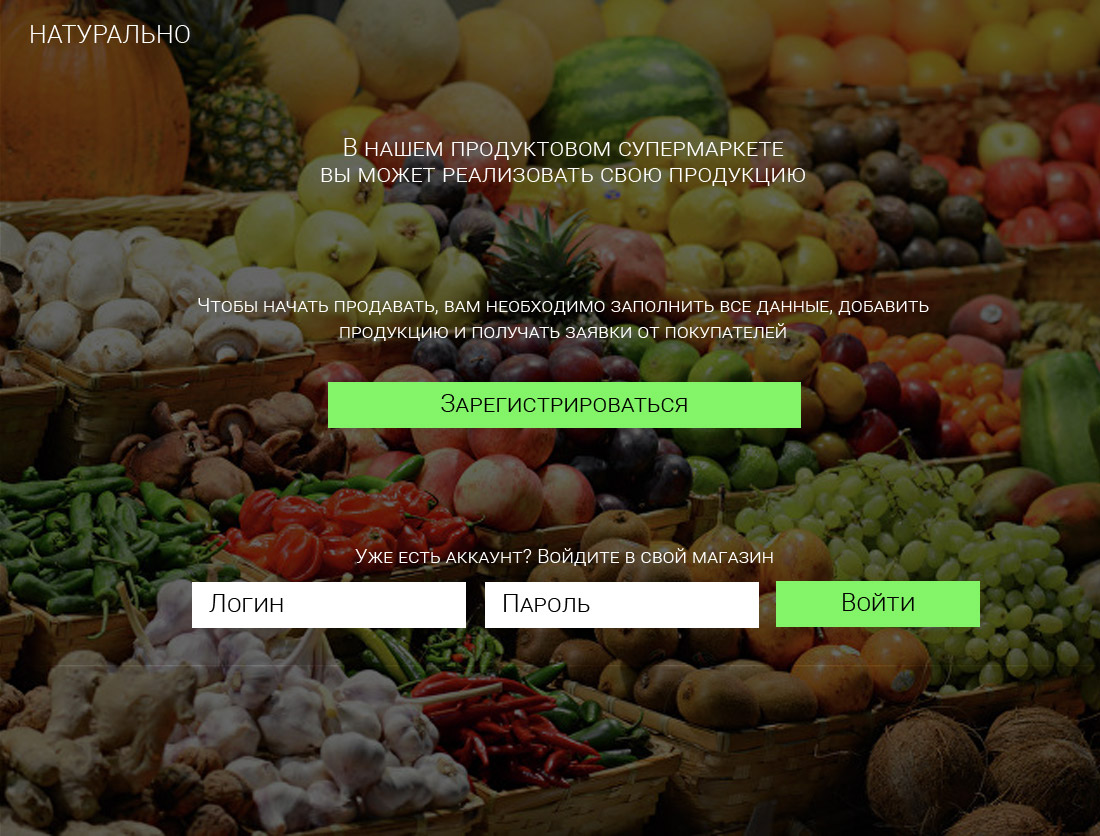 НАТУРАЛЬНО
В нашем продуктовом супермаркете
вы может реализовать свою продукцию
Чтобы начать продавать, вам необходимо заполнить все данные, добавить
продукцию и получать заявки от покупателей
Зарегистрироваться
Уже есть аккаунт? Войдите в свой магазин
Логин
Пароль
Войти